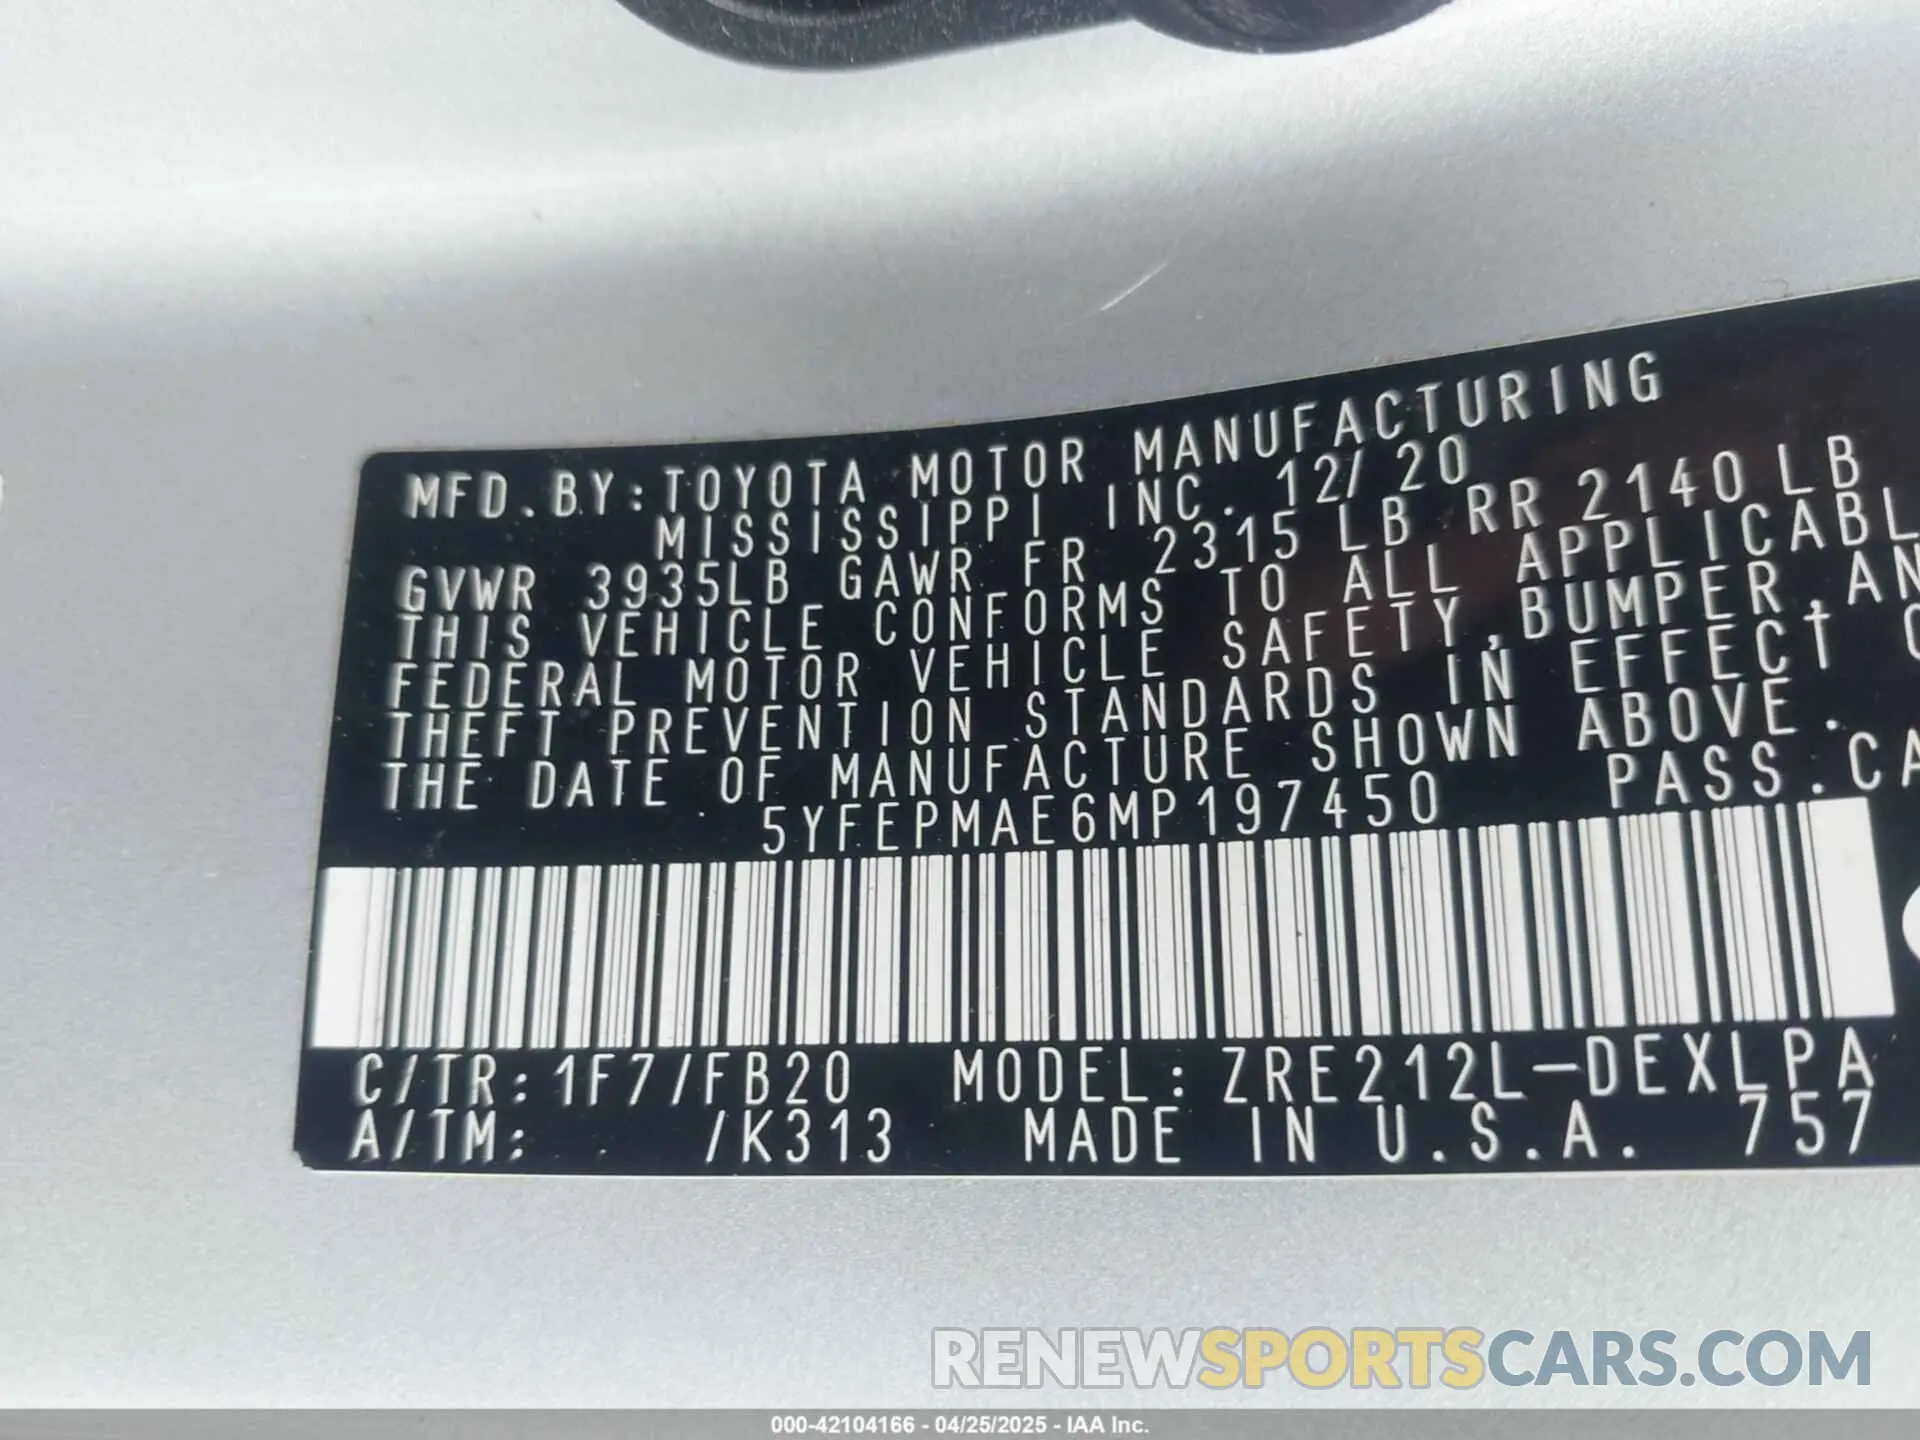 MFD.BY:TOYOTA MOTOR MANUFACTURING
MISSISSIPPI INC. 12/20
GVWR 3935LB GAWR FR 2315 LB RR 2140 LB
THIS VEHICLE CONFORMS TO ALL APPLICABL
FEDERAL MOTOR VEHICLE SAFETY,BUMPER,AN
THEFT PREVENTION STANDARDS IN EFFECT O
THE DATE OF MANUFACTURE SHOWN ABOVE.
5YFEPMAE6MP197450 PASS.CA
C/TR:1F7/FB20 MODEL:ZRE212L-DEXLPA
A/TM: /K313 MADE IN U.S.A. 757
RENEWSPORTSCARS.COM
000-42104166 - 04/25/2025 - IAA Inc.